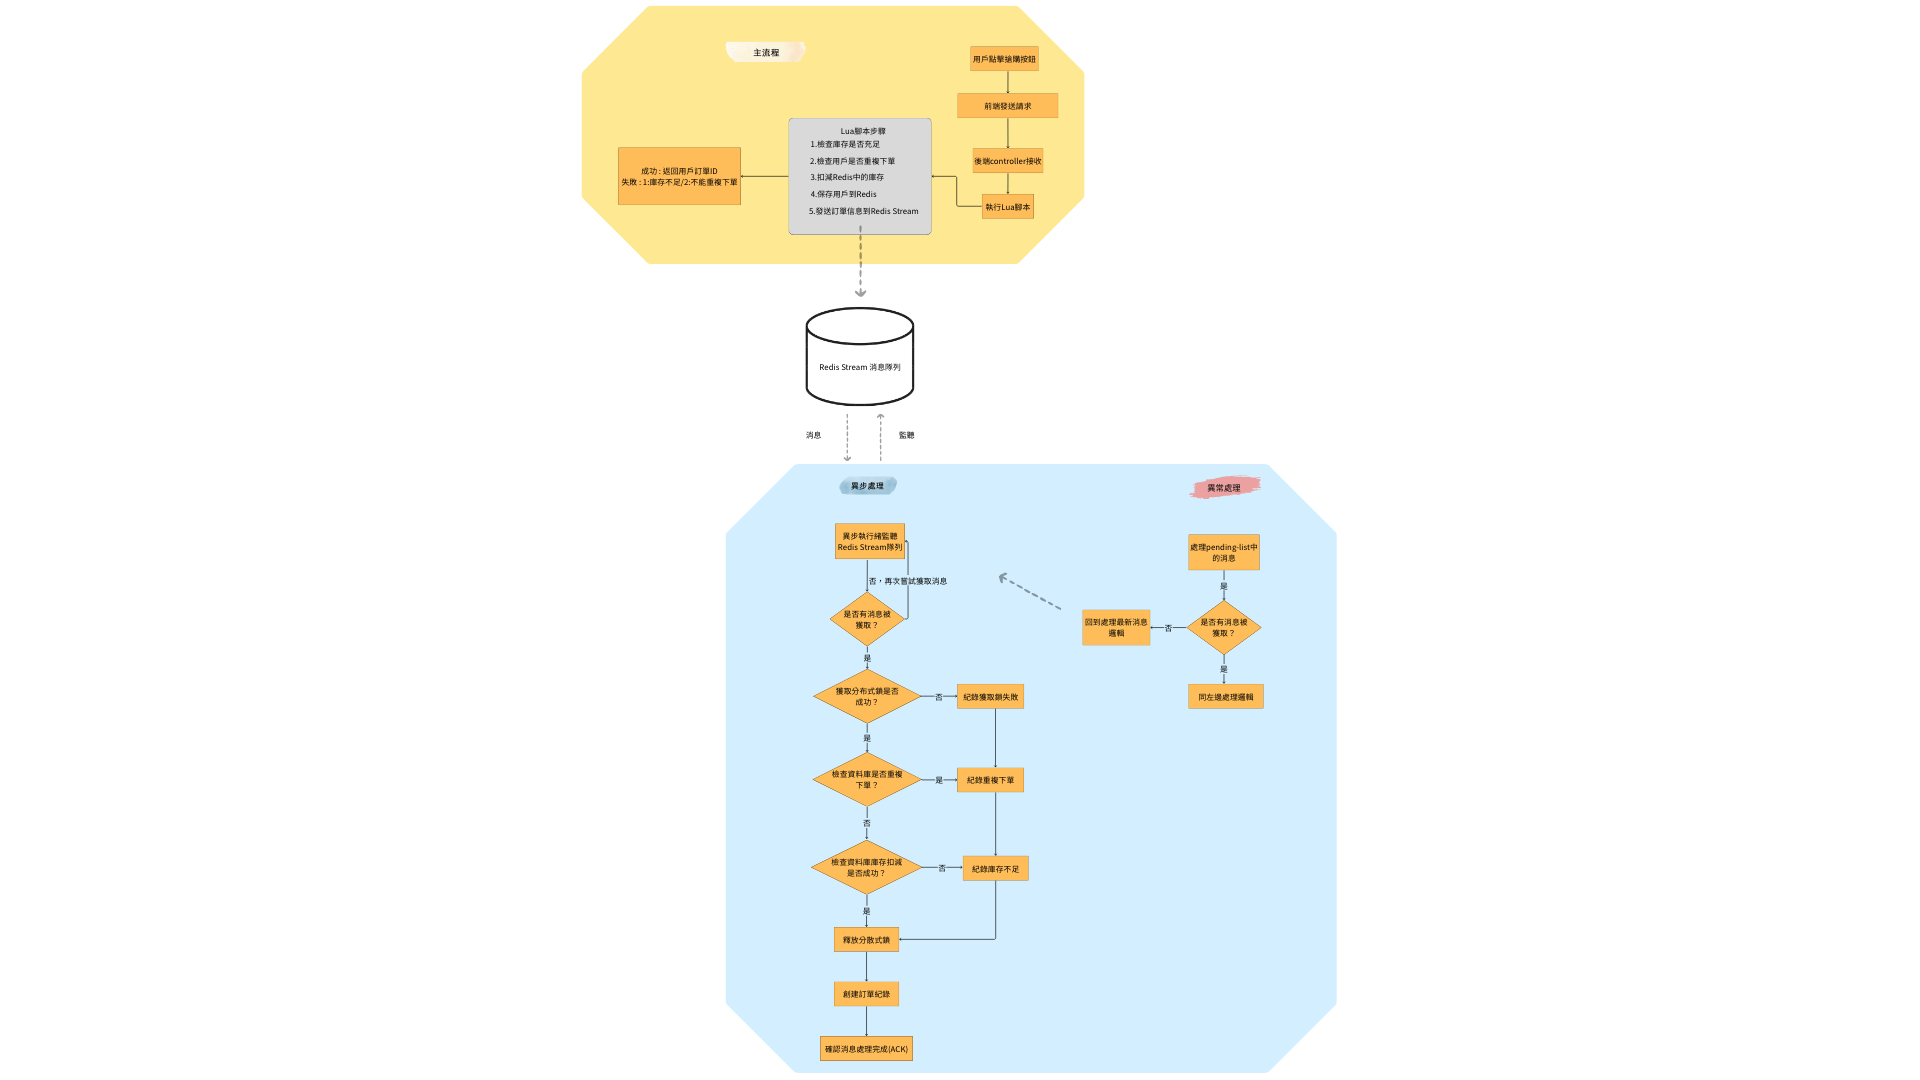 主流程
用戶點擊搶購按鈕
前端發送請求
後端controller接收
執行Lua腳本
Lua腳本步驟
1.檢查庫存是否充足
2.檢查用戶是否重複下單
3.扣減Redis中的庫存
4.保存用戶到Redis
5.發送訂單信息到Redis Stream
成功 : 返回用戶訂單ID
失敗 : 1:庫存不足/2:不能重複下單
Redis Stream 消息隊列
消息
監聽
異步處理
異步執行緒監聽
Redis Stream隊列
否，再次嘗試獲取消息
是否有消息被
獲取？
是
獲取分布式鎖是否
成功？
否
紀錄獲取鎖失敗
是
檢查資料庫是否重複
下單？
是
紀錄重複下單
否
檢查資料庫庫存扣減
是否成功？
否
紀錄庫存不足
是
釋放分散式鎖
創建訂單紀錄
確認消息處理完成(ACK)
異常處理
處理pending-list中
的消息
是
是否有消息被
獲取？
否
回到處理最新消息
邏輯
是
同左邊處理邏輯